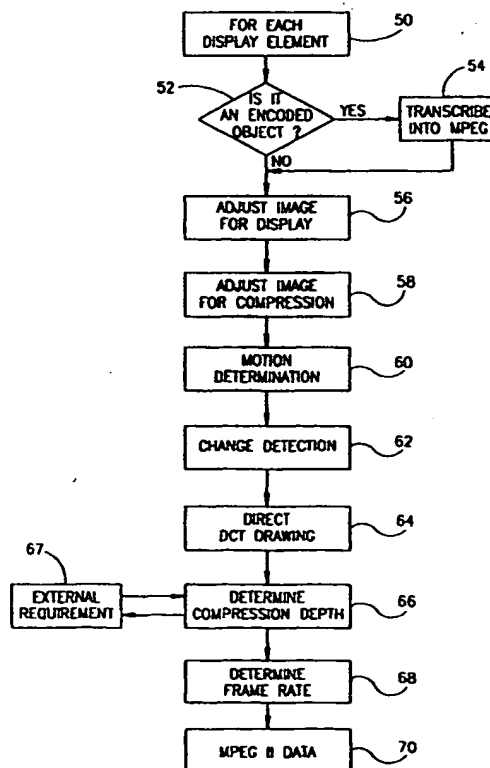 FOR EACH
DISPLAY ELEMENT
50
52
IS IT
AN ENCODED
OBJECT ?
YES
54
TRANSCRIBE
INTO MPEG
NO
ADJUST IMAGE
FOR DISPLAY
56
ADJUST IMAGE
FOR COMPRESSION
58
MOTION
DETERMINATION
60
CHANGE DETECTION
62
DIRECT
DCT DRAWING
64
67
EXTERNAL
REQUIREMENT
DETERMINE
COMPRESSION DEPTH
66
DETERMINE
FRAME RATE
68
MPEG II DATA
70